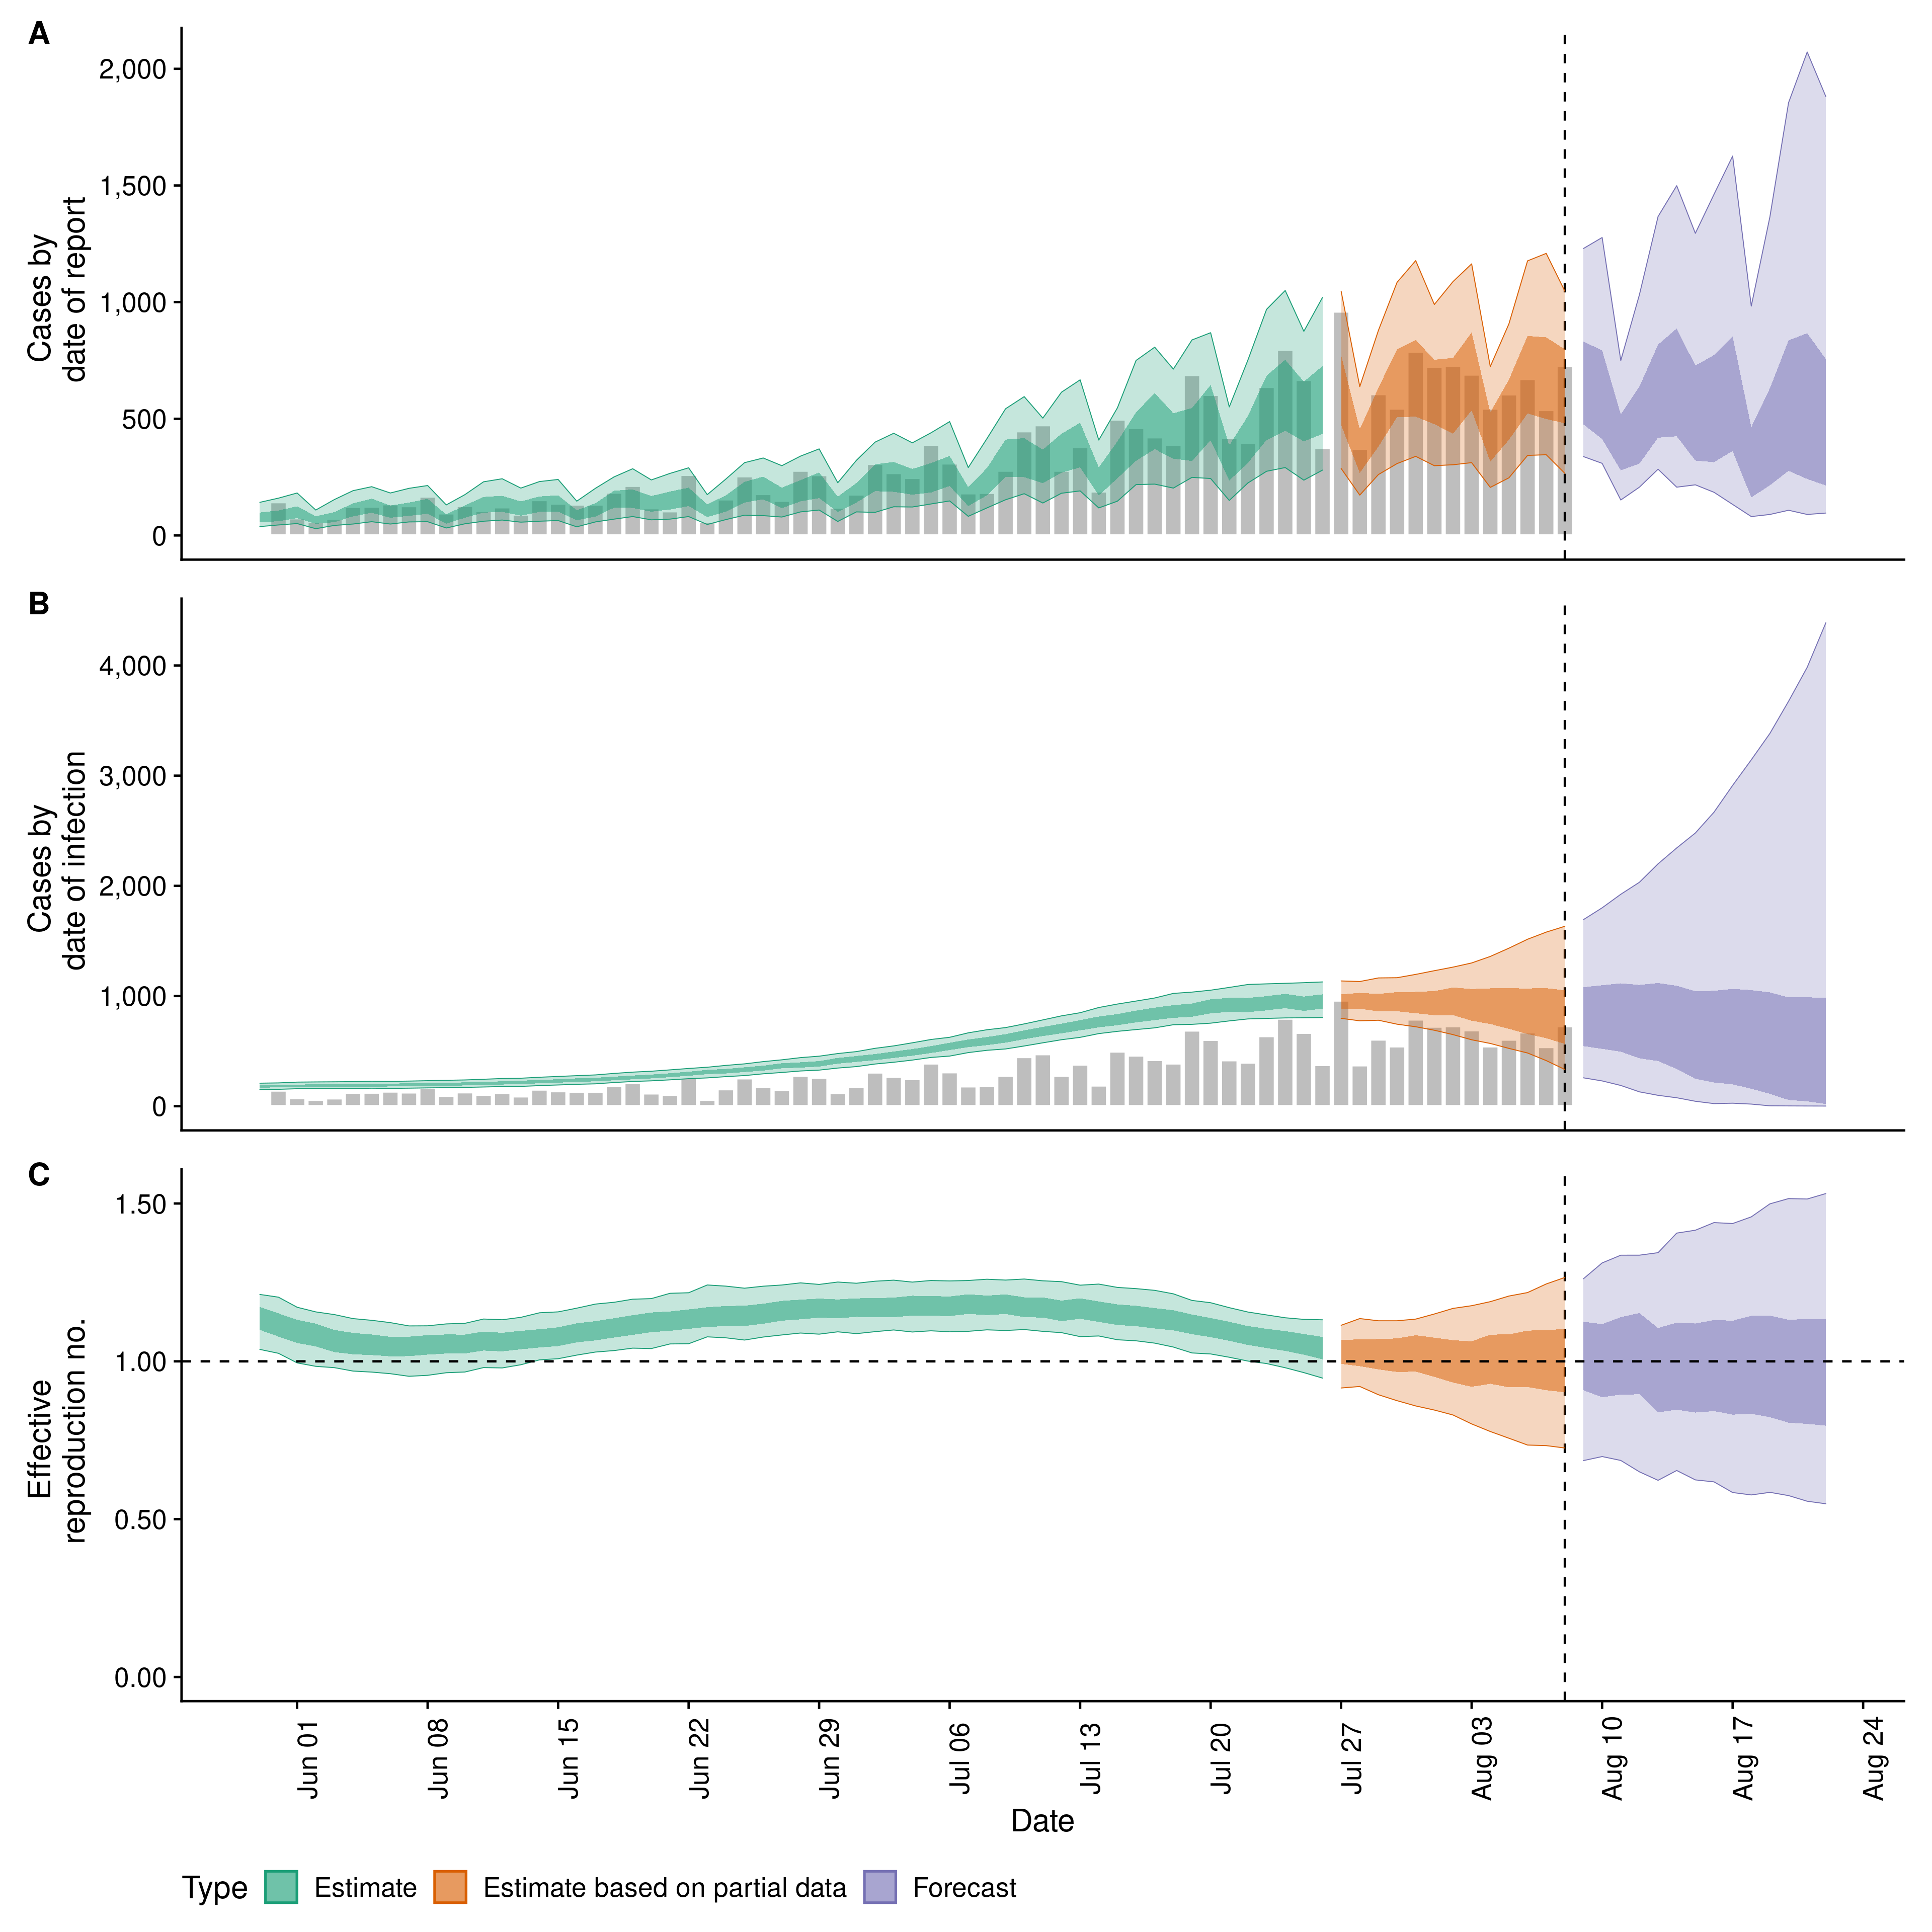 A
Cases by
date of report
2,000
1,500
1,000
500
0
B
Cases by
date of infection
4,000
3,000
2,000
1,000
0
C
Effective
reproduction no.
1.50
1.00
0.50
0.00
Jun 01
Jun 08
Jun 15
Jun 22
Jun 29
Jul 06
Jul 13
Jul 20
Jul 27
Aug 03
Aug 10
Aug 17
Aug 24
Date
Type Estimate Estimate based on partial data Forecast